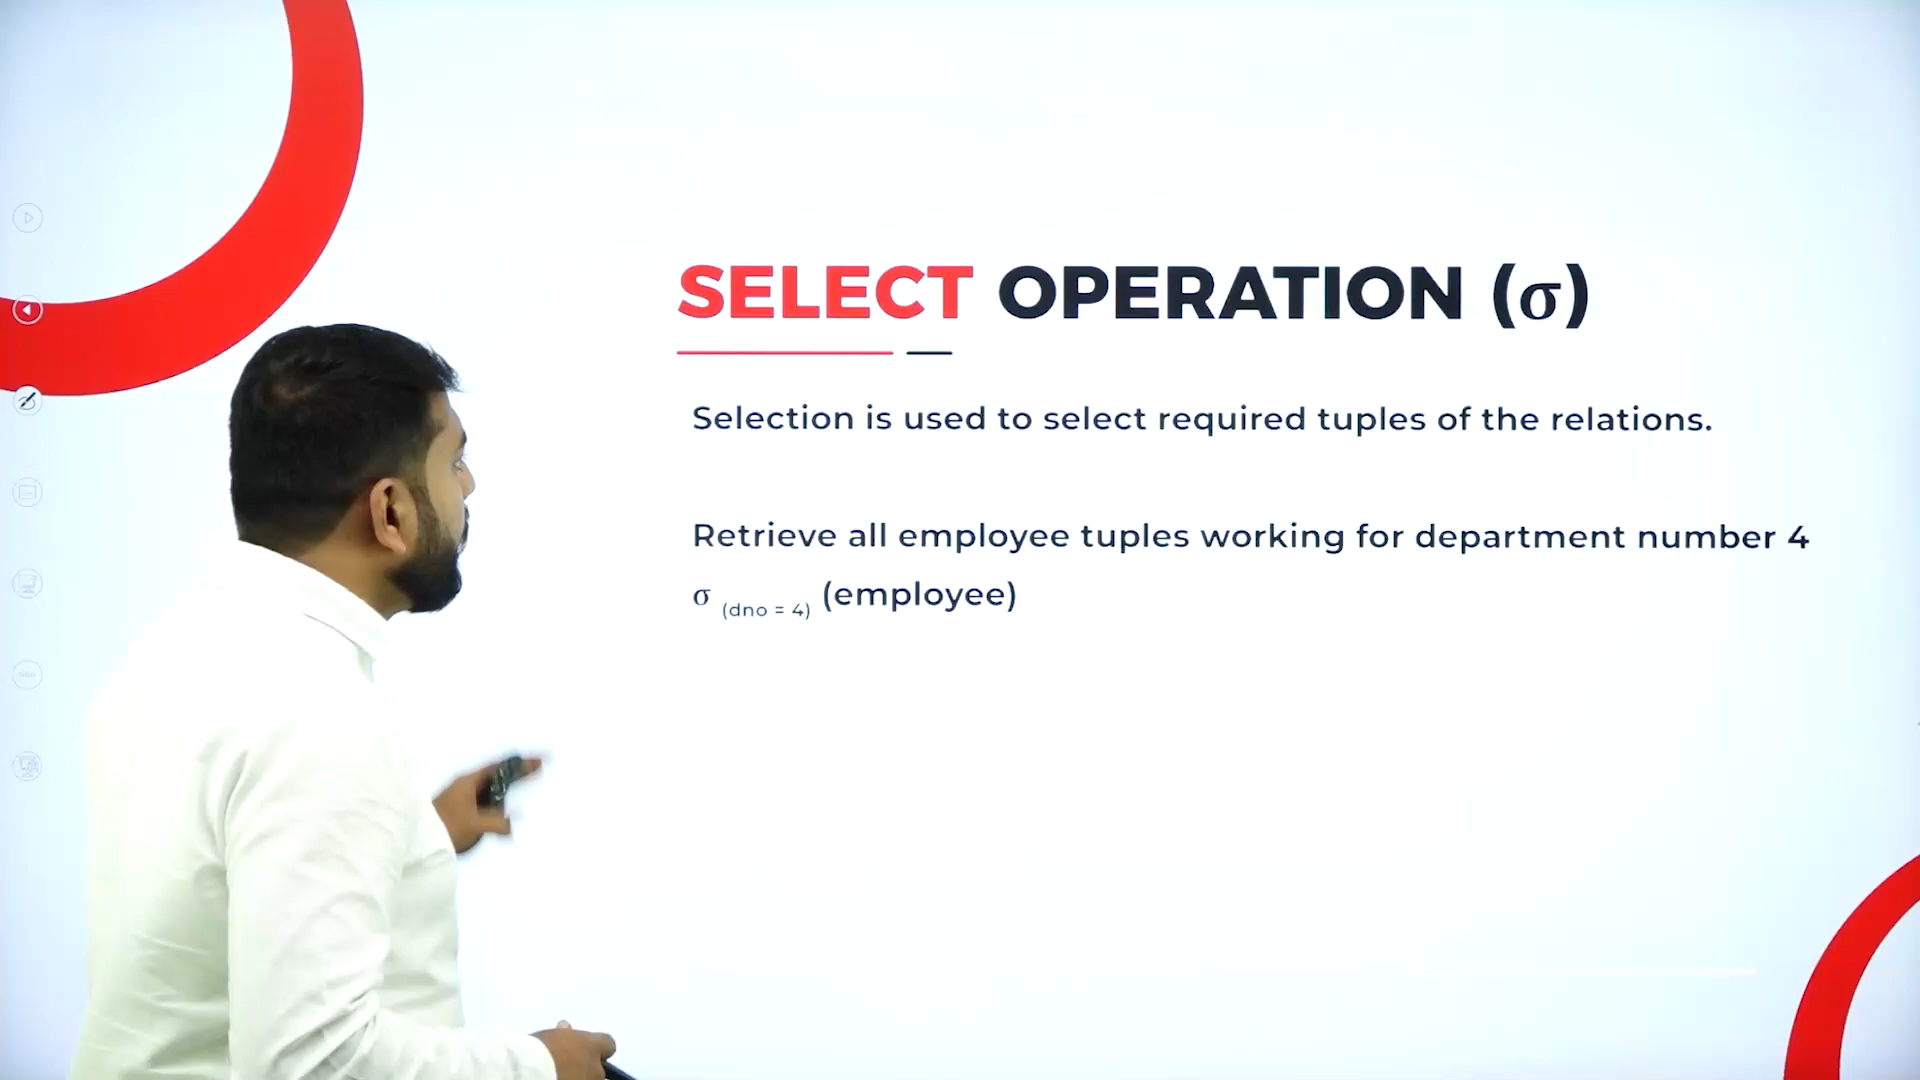 SELECT OPERATION (σ)
Selection is used to select required tuples of the relations.
Retrieve all employee tuples working for department number 4
σ (dno = 4) (employee)